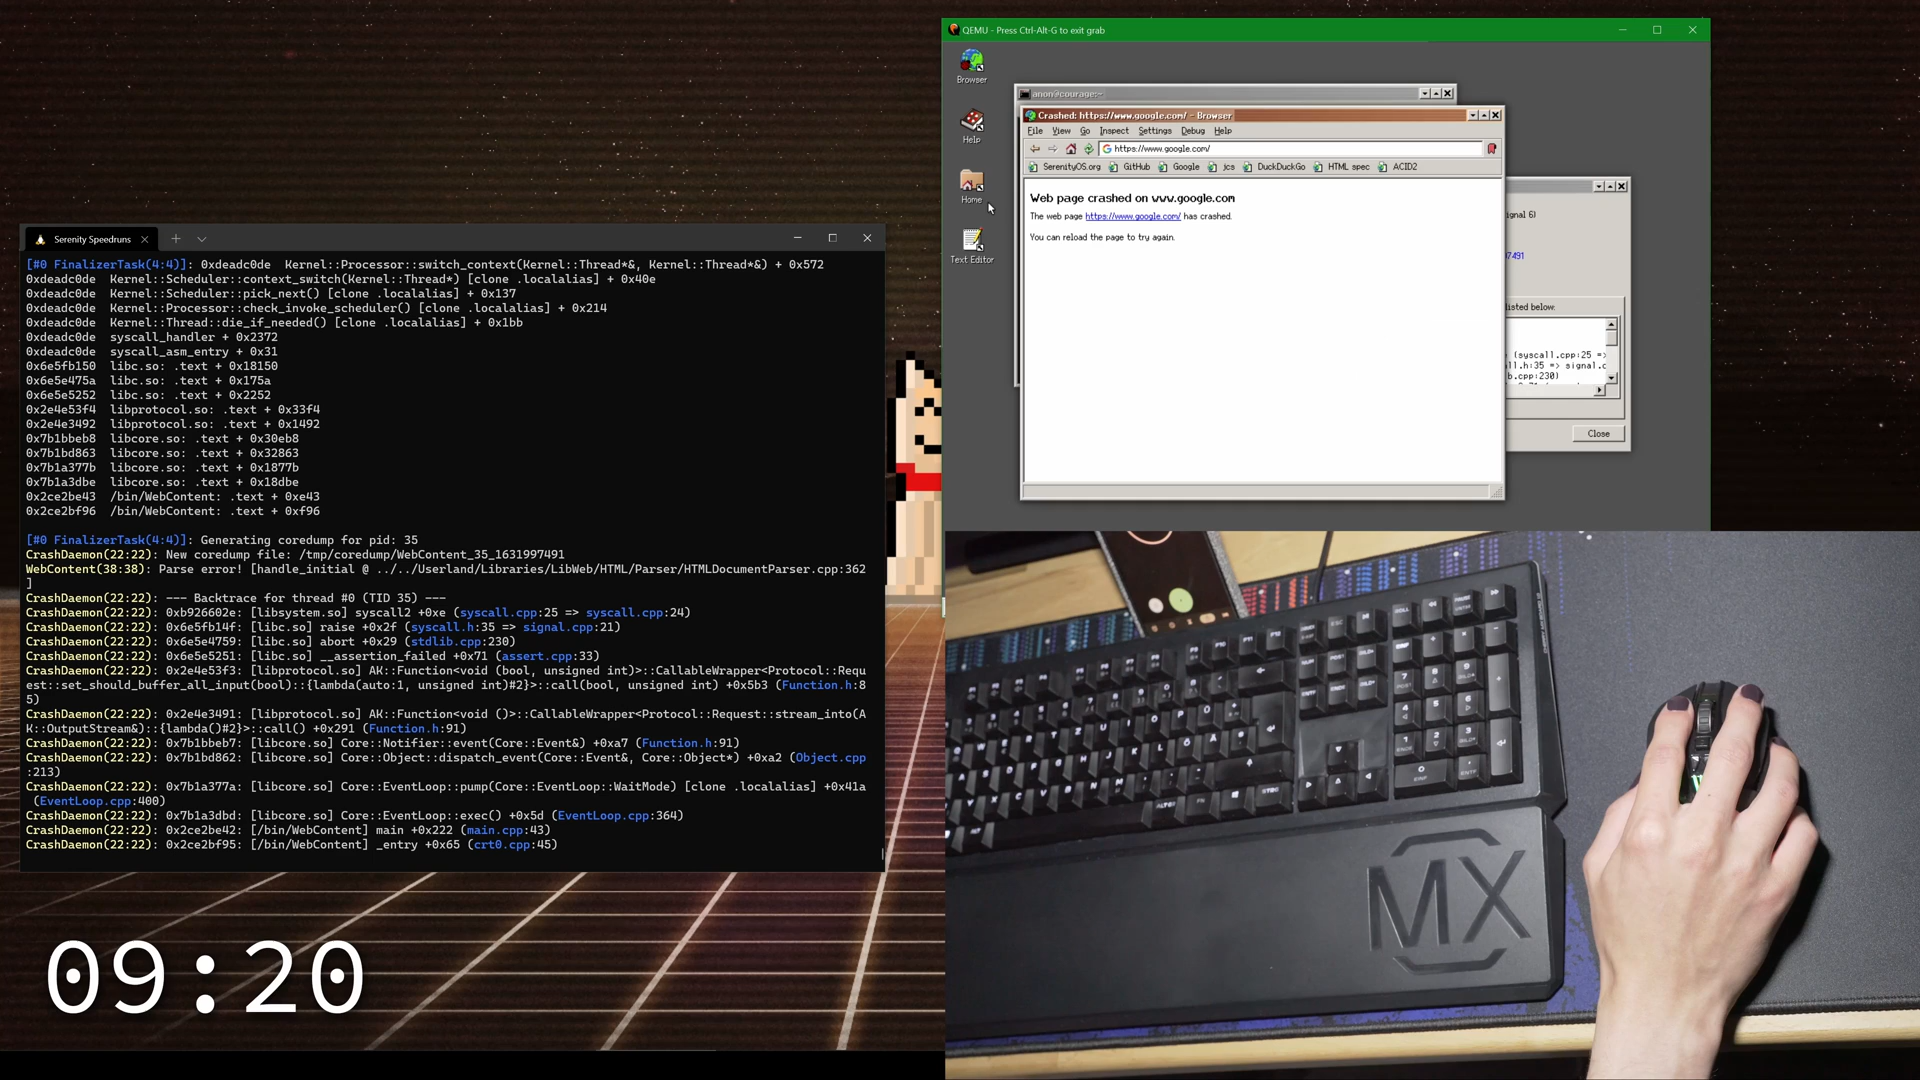 QEMU - Press Ctrl-Alt-G to exit grab
Browser
Help
Home
Text Editor
anon@courage:~
Crashed: https://www.google.com/ - Browser
File View Go Inspect Settings Debug Help
https://www.google.com/
SerenityOS.org GitHub Google jcs DuckDuckGo HTML spec ACID2
Web page crashed on www.google.com
The web page https://www.google.com/ has crashed.
You can reload the page to try again.
ignal 6)
7491
listed below:
(syscall.cpp:25 =>
ll.h:35 => signal.c
b.cpp:230)
Close
Serenity Speedruns
[#0 FinalizerTask(4:4)]: 0xdeadc0de  Kernel::Processor::switch_context(Kernel::Thread*&, Kernel::Thread*&) + 0x572
0xdeadc0de  Kernel::Scheduler::context_switch(Kernel::Thread*) [clone .localalias] + 0x40e
0xdeadc0de  Kernel::Scheduler::pick_next() [clone .localalias] + 0x137
0xdeadc0de  Kernel::Processor::check_invoke_scheduler() [clone .localalias] + 0x214
0xdeadc0de  Kernel::Thread::die_if_needed() [clone .localalias] + 0x1bb
0xdeadc0de  syscall_handler + 0x2372
0xdeadc0de  syscall_asm_entry + 0x31
0x6e5fb150  libc.so: .text + 0x18150
0x6e5e475a  libc.so: .text + 0x175a
0x6e5e5252  libc.so: .text + 0x2252
0x2e4e53f4  libprotocol.so: .text + 0x33f4
0x2e4e3492  libprotocol.so: .text + 0x1492
0x7b1bbeb8  libcore.so: .text + 0x30eb8
0x7b1bd863  libcore.so: .text + 0x32863
0x7b1a377b  libcore.so: .text + 0x1877b
0x7b1a3dbe  libcore.so: .text + 0x18dbe
0x2ce2be43  /bin/WebContent: .text + 0xe43
0x2ce2bf96  /bin/WebContent: .text + 0xf96
[#0 FinalizerTask(4:4)]: Generating coredump for pid: 35
CrashDaemon(22:22): New coredump file: /tmp/coredump/WebContent_35_1631997491
WebContent(38:38): Parse error! [handle_initial @ ../../Userland/Libraries/LibWeb/HTML/Parser/HTMLDocumentParser.cpp:362
]
CrashDaemon(22:22): --- Backtrace for thread #0 (TID 35) ---
CrashDaemon(22:22): 0xb926602e: [libsystem.so] syscall2 +0xe (syscall.cpp:25 => syscall.cpp:24)
CrashDaemon(22:22): 0x6e5fb14f: [libc.so] raise +0x2f (syscall.h:35 => signal.cpp:21)
CrashDaemon(22:22): 0x6e5e4759: [libc.so] abort +0x29 (stdlib.cpp:230)
CrashDaemon(22:22): 0x6e5e5251: [libc.so] __assertion_failed +0x71 (assert.cpp:33)
CrashDaemon(22:22): 0x2e4e53f3: [libprotocol.so] AK::Function<void (bool, unsigned int)>::CallableWrapper<Protocol::Requ
est::set_should_buffer_all_input(bool)::{lambda(auto:1, unsigned int)#2}>::call(bool, unsigned int) +0x5b3 (Function.h:8
5)
CrashDaemon(22:22): 0x2e4e3491: [libprotocol.so] AK::Function<void ()>::CallableWrapper<Protocol::Request::stream_into(A
K::OutputStream&)::{lambda()#2}>::call() +0x291 (Function.h:91)
CrashDaemon(22:22): 0x7b1bbeb7: [libcore.so] Core::Notifier::event(Core::Event&) +0xa7 (Function.h:91)
CrashDaemon(22:22): 0x7b1bd862: [libcore.so] Core::Object::dispatch_event(Core::Event&, Core::Object*) +0xa2 (Object.cpp
:213)
CrashDaemon(22:22): 0x7b1a377a: [libcore.so] Core::EventLoop::pump(Core::EventLoop::WaitMode) [clone .localalias] +0x41a
(EventLoop.cpp:400)
CrashDaemon(22:22): 0x7b1a3dbd: [libcore.so] Core::EventLoop::exec() +0x5d (EventLoop.cpp:364)
CrashDaemon(22:22): 0x2ce2be42: [/bin/WebContent] main +0x222 (main.cpp:43)
CrashDaemon(22:22): 0x2ce2bf95: [/bin/WebContent] _entry +0x65 (crt0.cpp:45)
09:20
MX